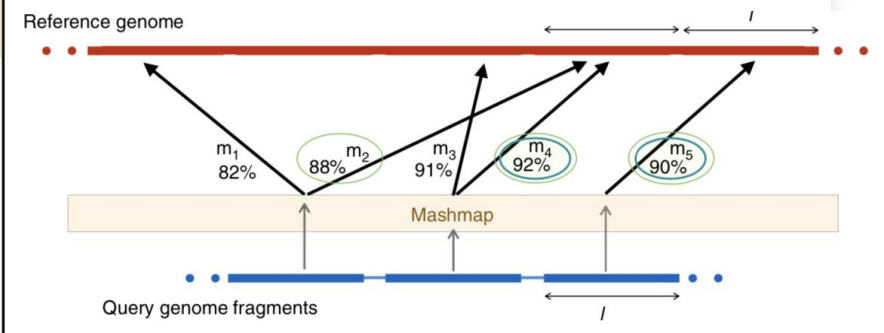 Reference genome
l
m1
82%
m2
88%
m3
91%
m4
92%
m5
90%
Mashmap
Query genome fragments
l